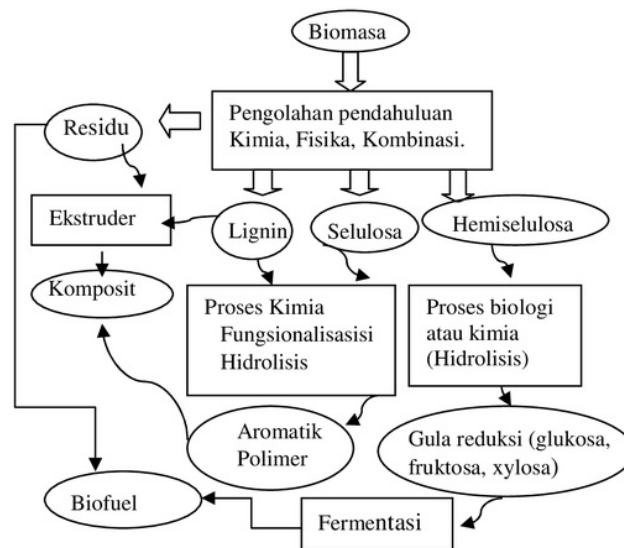 Biomasa
Pengolahan pendahuluan
Kimia, Fisika, Kombinasi.
Residu
Ekstruder
Lignin
Selulosa
Hemiselulosa
Komposit
Proses Kimia
Fungsionalisasisi
Hidrolisis
Proses biologi
atau kimia
(Hidrolisis)
Aromatik
Polimer
Gula reduksi (glukosa,
fruktosa, xylosa)
Biofuel
Fermentasi